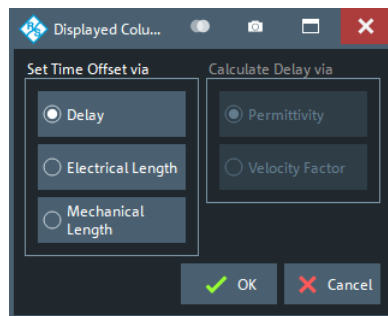 Displayed Colu...
Set Time Offset via
Calculate Delay via
Delay
Permittivity
Electrical Length
Velocity Factor
Mechanical
Length
OK
Cancel